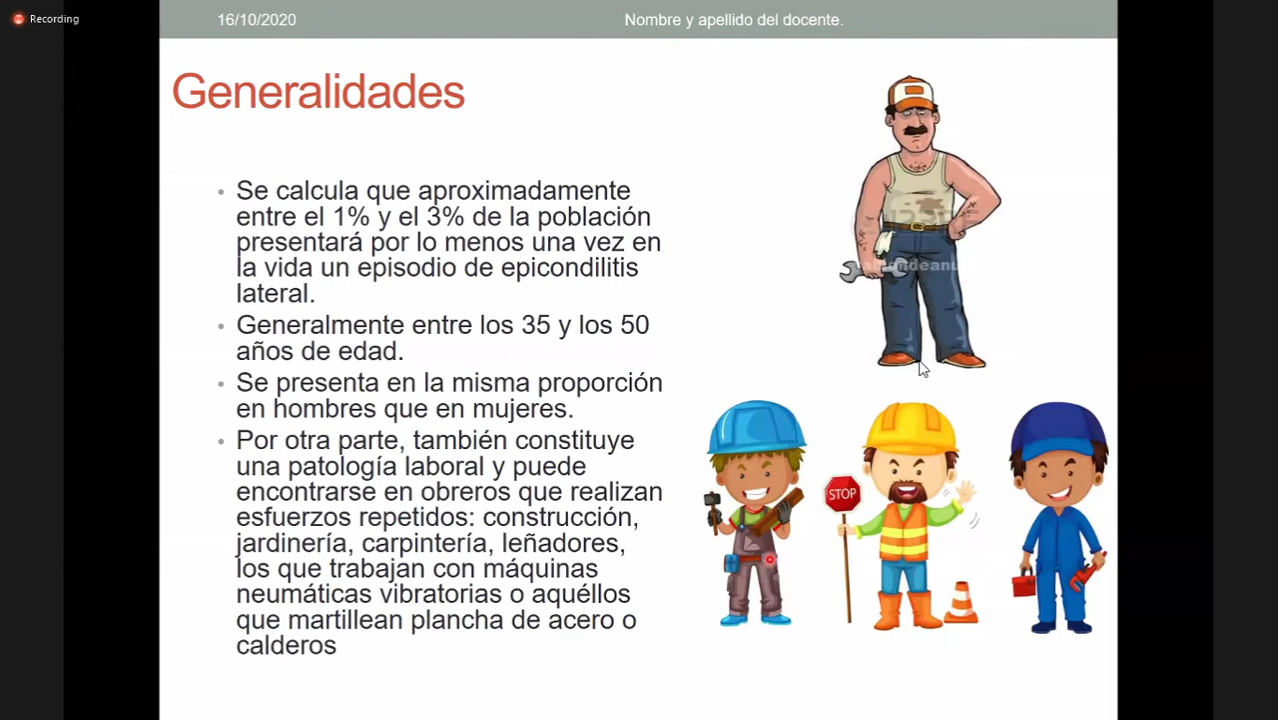 Recording
16/10/2020
Nombre y apellido del docente.
Generalidades
• Se calcula que aproximadamente
entre el 1% y el 3% de la población
presentará por lo menos una vez en
la vida un episodio de epicondilitis
lateral.
• Generalmente entre los 35 y los 50
años de edad.
• Se presenta en la misma proporción
en hombres que en mujeres.
• Por otra parte, también constituye
una patología laboral y puede
encontrarse en obreros que realizan
esfuerzos repetidos: construcción,
jardinería, carpintería, leñadores,
los que trabajan con máquinas
neumáticas vibratorias o aquéllos
que martillean plancha de acero o
calderos
STOP